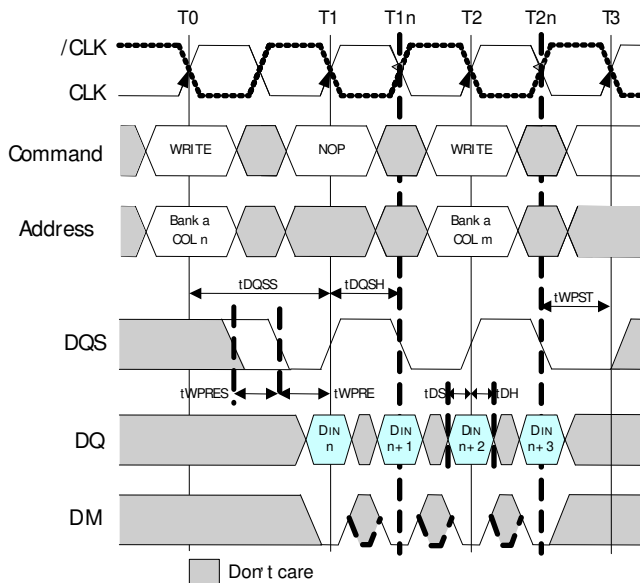 T0 T1 T1n T2 T2n T3
/CLK
CLK
Command WRITE NOP WRITE
Address Bank a COL n Bank a COL m
tDQSS tDQSH tWPST
DQS
tWPRES tWPRE tDS tDH
DQ DIN n DIN n+1 DIN n+2 DIN n+3
DM
Don't care